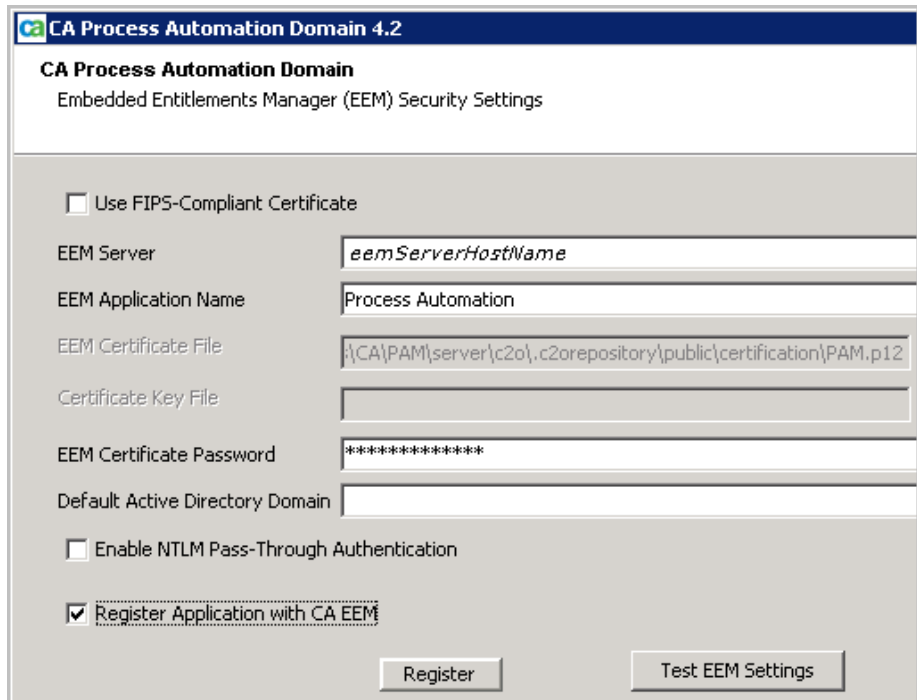 ca CA Process Automation Domain 4.2
CA Process Automation Domain
Embedded Entitlements Manager (EEM) Security Settings
Use FIPS-Compliant Certificate
EEM Server eemServerHostName
EEM Application Name Process Automation
EEM Certificate File :\CA\PAM\server\c2o\.c2orepository\public\certification\PAM.p12
Certificate Key File
EEM Certificate Password *************
Default Active Directory Domain
Enable NTLM Pass-Through Authentication
Register Application with CA EEM
Register Test EEM Settings